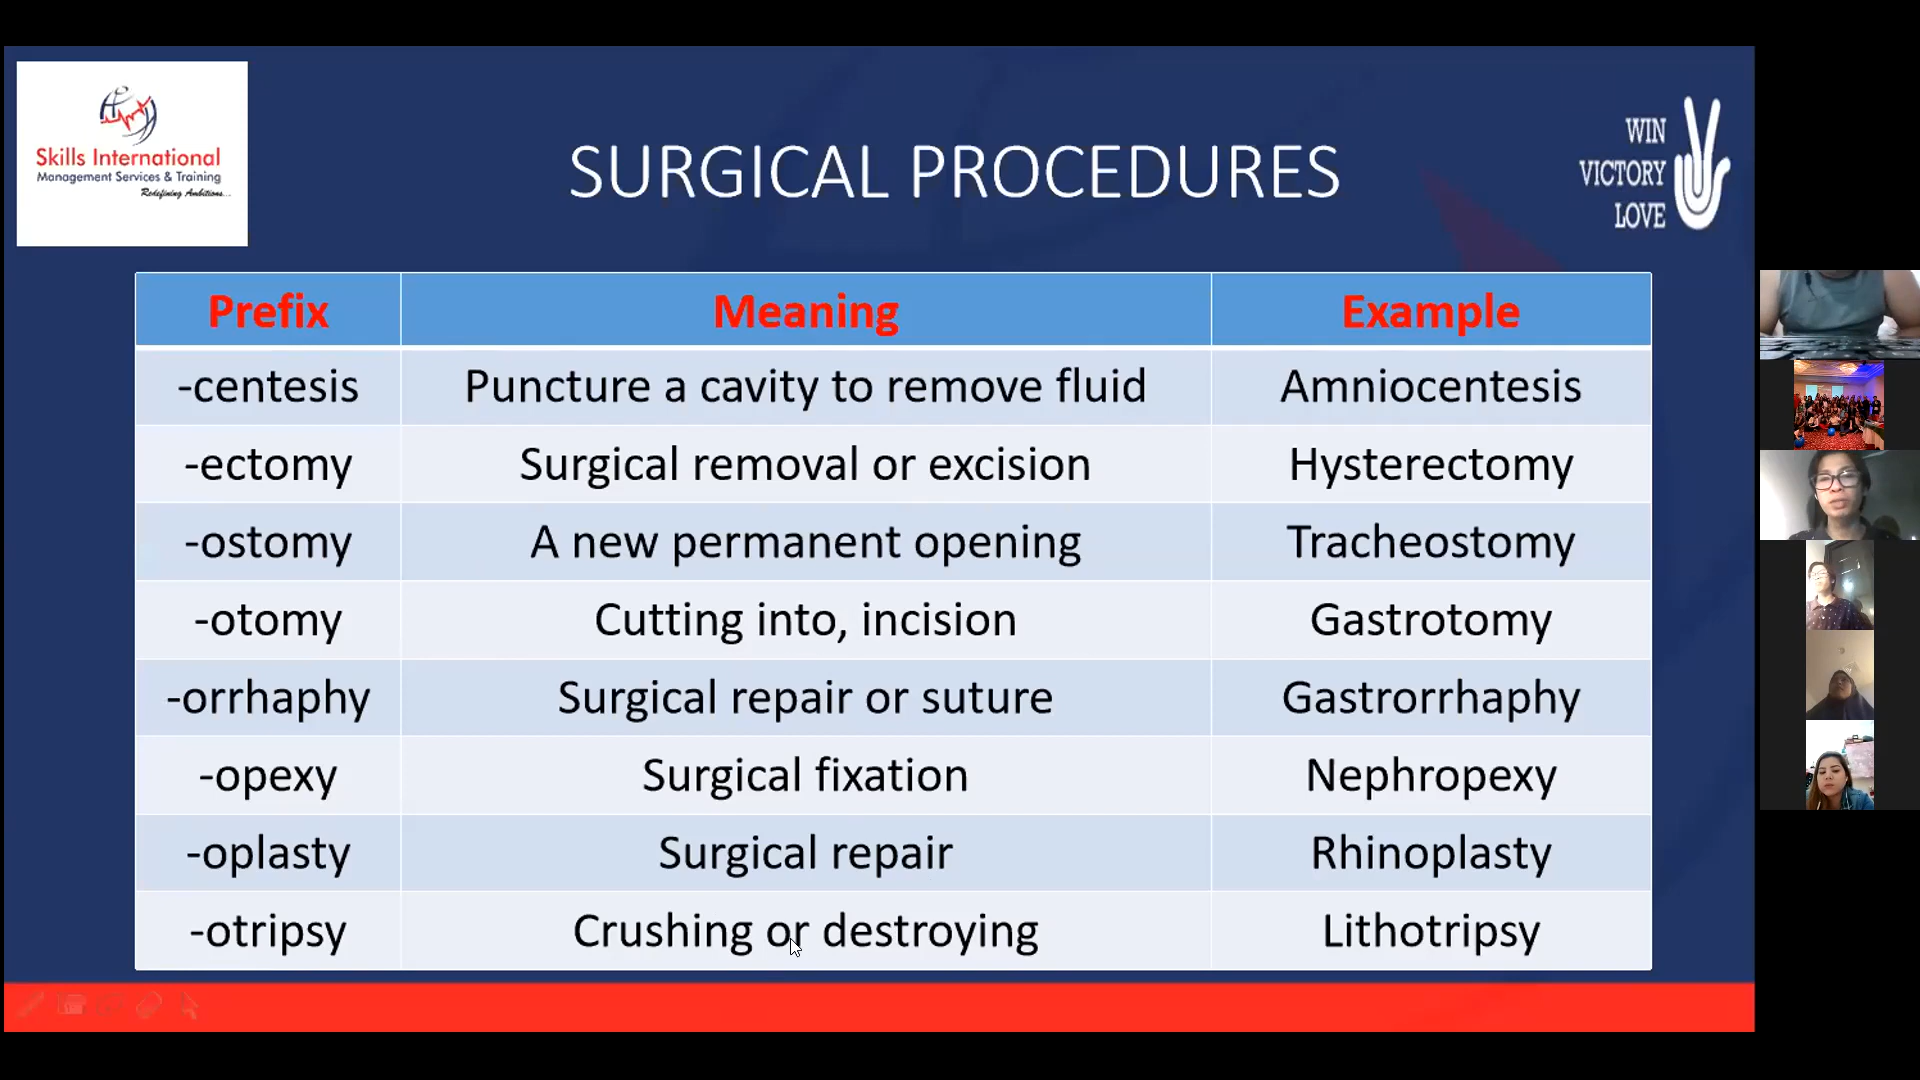 Skills International
Management Services & Training
Redefining Ambitions...
SURGICAL PROCEDURES
WIN
VICTORY
LOVE
Prefix Meaning Example
-centesis Puncture a cavity to remove fluid Amniocentesis
-ectomy Surgical removal or excision Hysterectomy
-ostomy A new permanent opening Tracheostomy
-otomy Cutting into, incision Gastrotomy
-orrhaphy Surgical repair or suture Gastrorrhaphy
-opexy Surgical fixation Nephropexy
-oplasty Surgical repair Rhinoplasty
-otripsy Crushing or destroying Lithotripsy